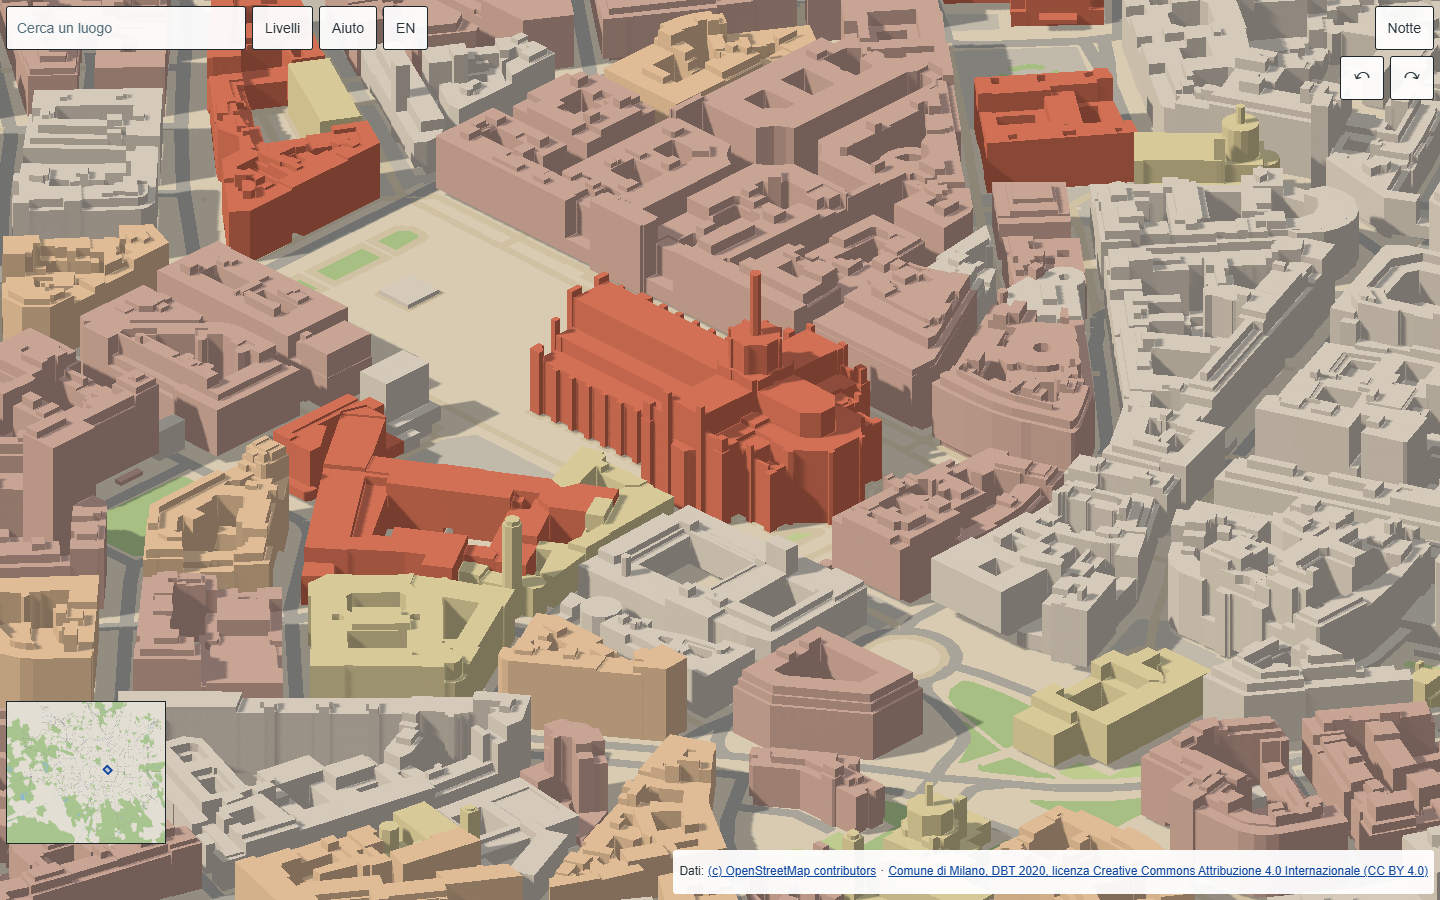 Cerca un luogo
Livelli
Aiuto
EN
Notte
Dati: (c) OpenStreetMap contributors · Comune di Milano, DBT 2020, licenza Creative Commons Attribuzione 4.0 Internazionale (CC BY 4.0)